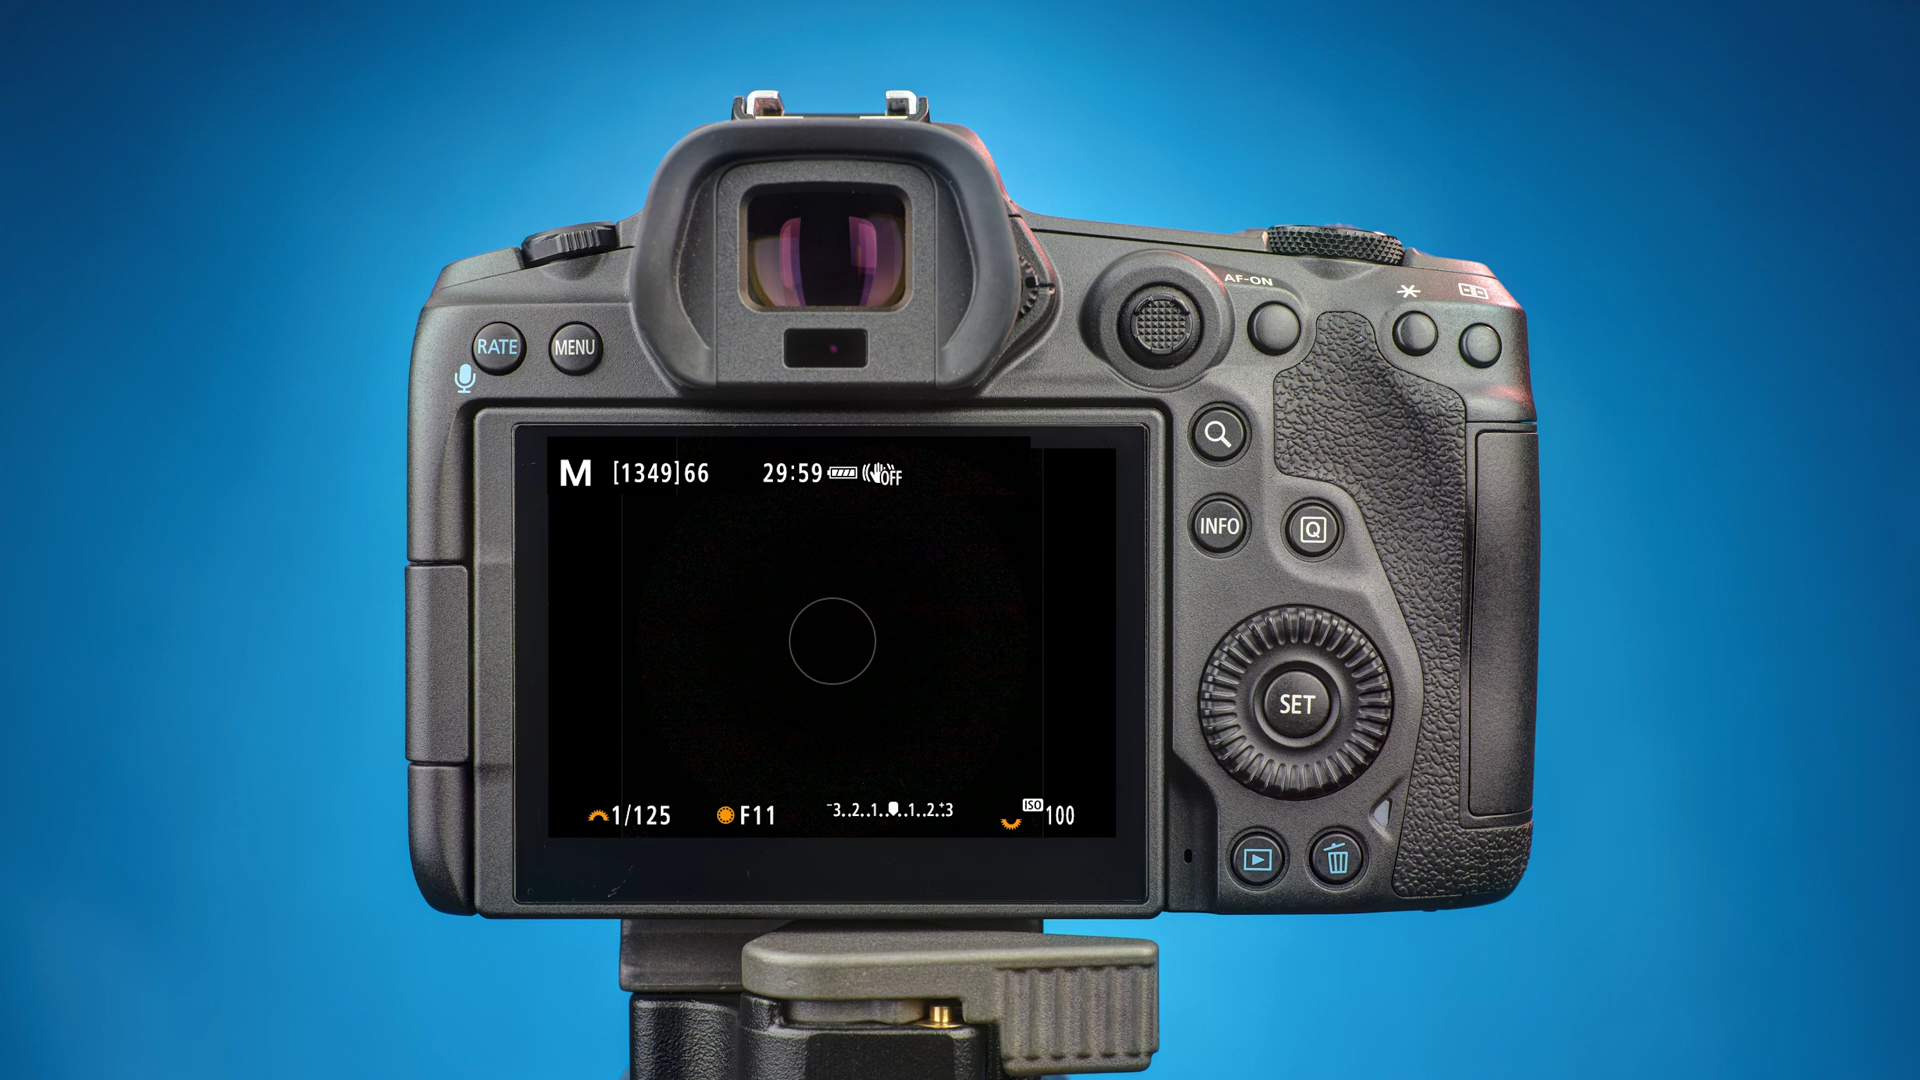 AF-ON
RATE
MENU
M [1349]66 29:59 OFF
INFO
Q
SET
1/125 F11 -3..2..1.. ..1..2..+3 ISO 100